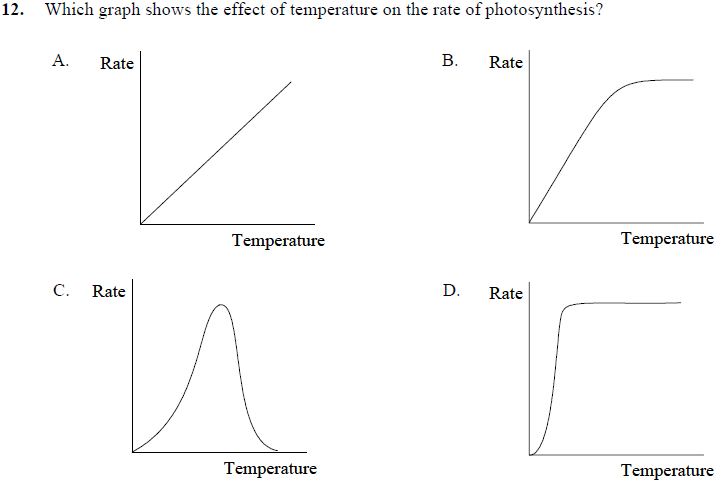 12. Which graph shows the effect of temperature on the rate of photosynthesis?
A. Rate
Temperature
B. Rate
Temperature
C. Rate
Temperature
D. Rate
Temperature